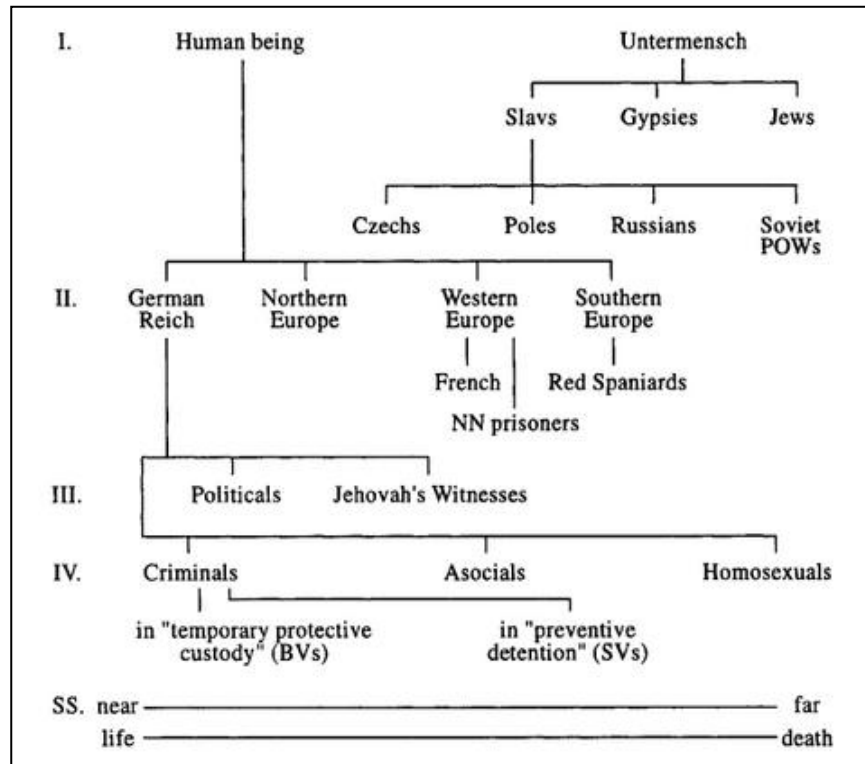 I. Human being Untermensch
Slavs Gypsies Jews
Czechs Poles Russians Soviet
POWs
II. German Northern Western Southern
Reich Europe Europe Europe
French Red Spaniards
NN prisoners
III. Politicals Jehovah's Witnesses
IV. Criminals Asocials Homosexuals
in "temporary protective in "preventive
custody" (BVs) detention" (SVs)
SS. near far
life death